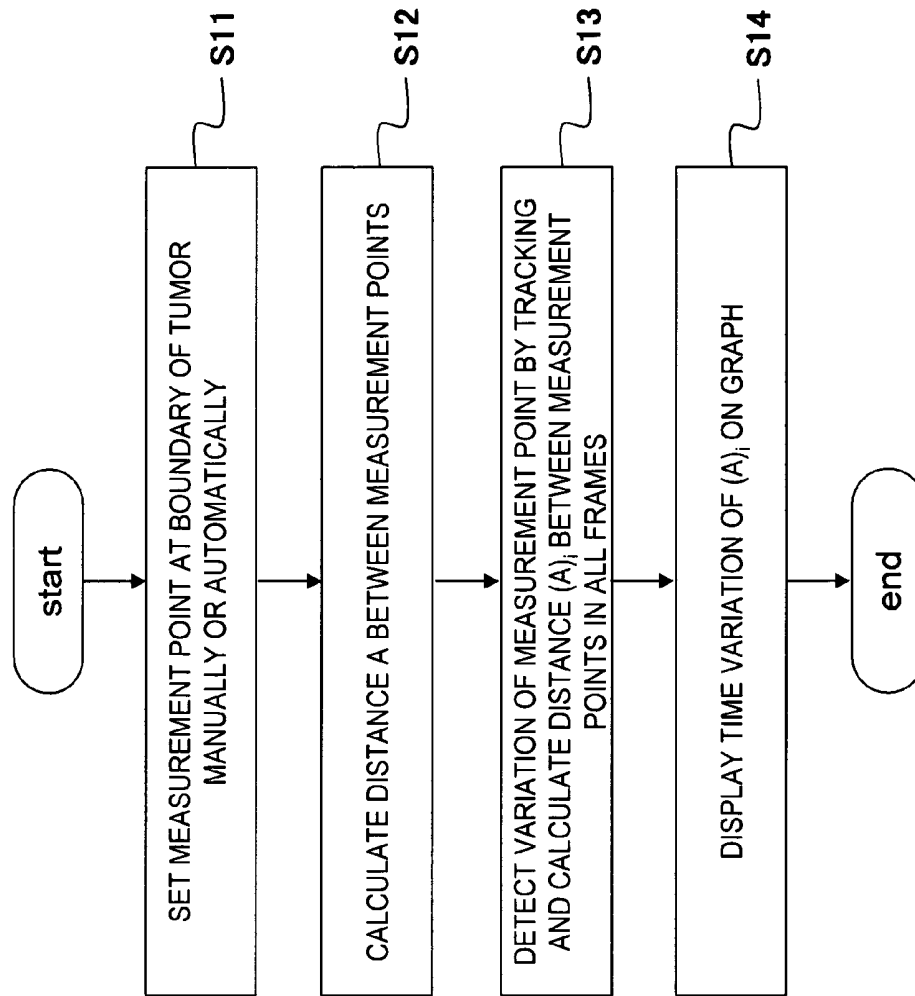 start
SET MEASUREMENT POINT AT BOUNDARY OF TUMOR
MANUALLY OR AUTOMATICALLY
S11
CALCULATE DISTANCE A BETWEEN MEASUREMENT POINTS
S12
DETECT VARIATION OF MEASUREMENT POINT BY TRACKING
AND CALCULATE DISTANCE (A)i BETWEEN MEASUREMENT
POINTS IN ALL FRAMES
S13
DISPLAY TIME VARIATION OF (A)i ON GRAPH
S14
end